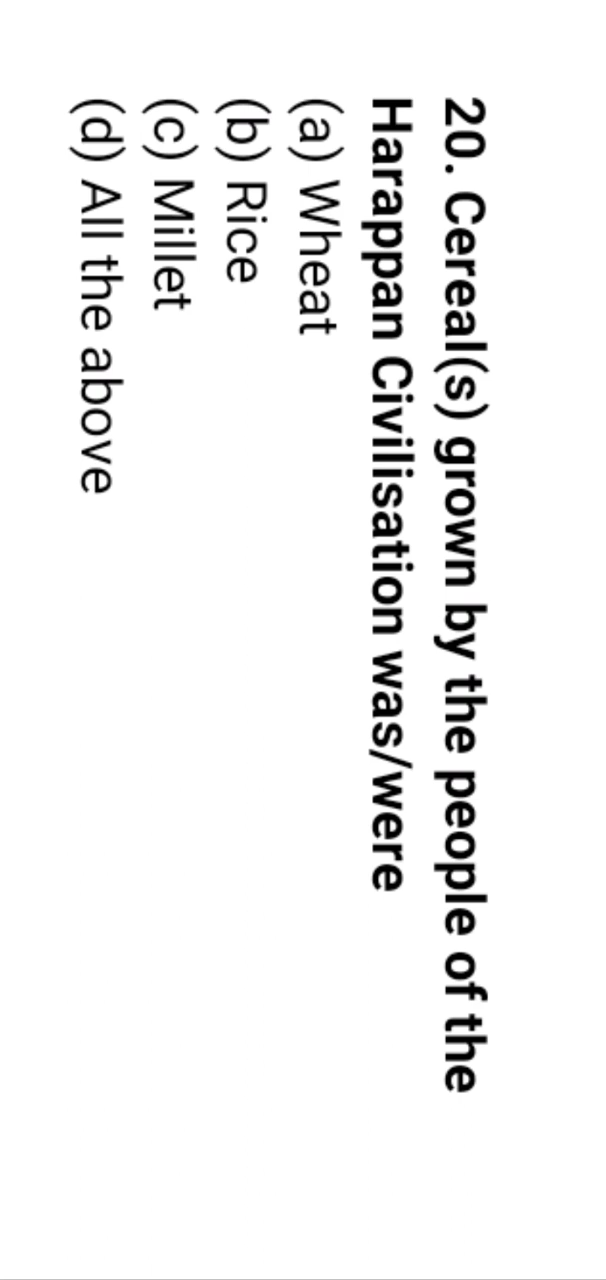 20. Cereal(s) grown by the people of the
Harappan Civilisation was/were
(a) Wheat
(b) Rice
(c) Millet
(d) All the above